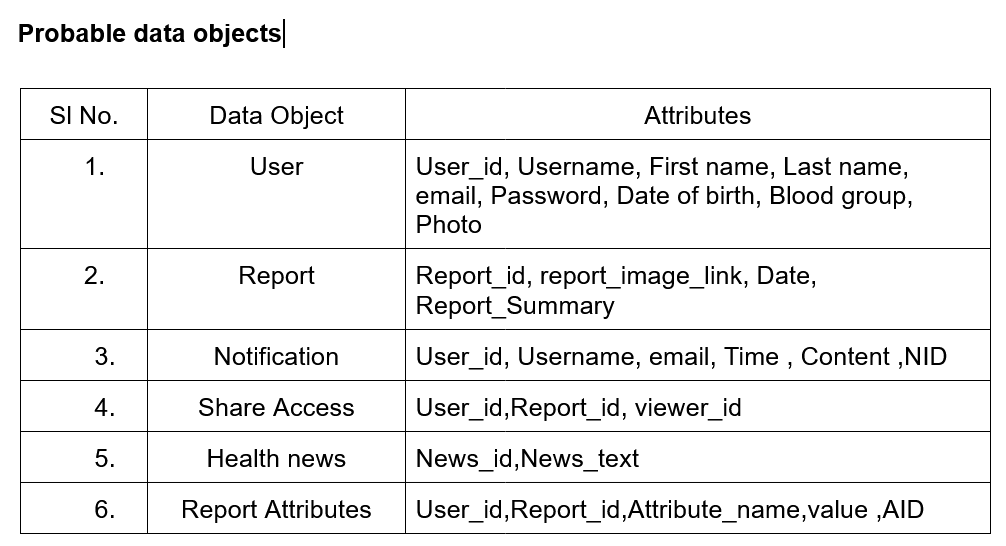 Probable data objects
Sl No. Data Object Attributes
1. User User_id, Username, First name, Last name,
email, Password, Date of birth, Blood group,
Photo
2. Report Report_id, report_image_link, Date,
Report_Summary
3. Notification User_id, Username, email, Time , Content ,NID
4. Share Access User_id,Report_id, viewer_id
5. Health news News_id,News_text
6. Report Attributes User_id,Report_id,Attribute_name,value ,AID